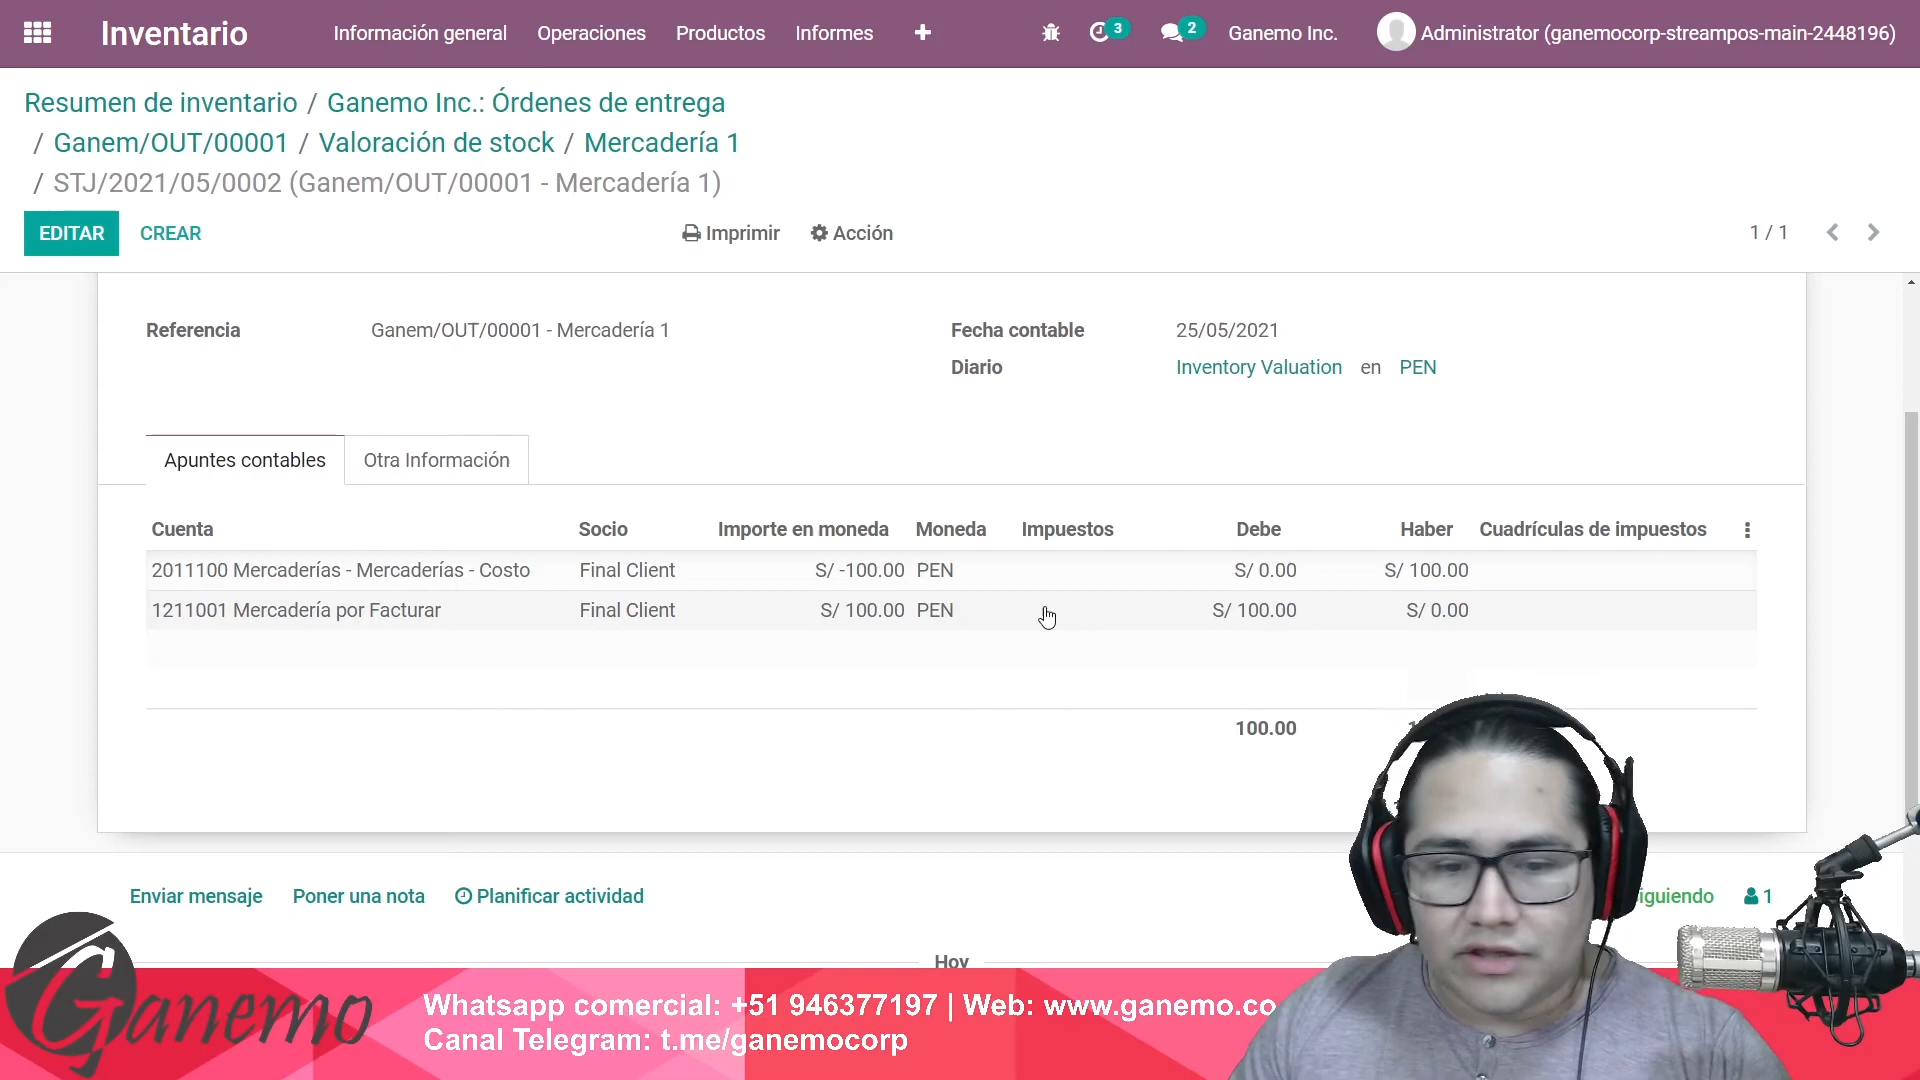 Inventario
Información general Operaciones Productos Informes
3 2 Ganemo Inc. Administrator (ganemocorp-streampos-main-2448196)
Resumen de inventario / Ganemo Inc.: Órdenes de entrega
/ Ganem/OUT/00001 / Valoración de stock / Mercadería 1
/ STJ/2021/05/0002 (Ganem/OUT/00001 - Mercadería 1)
EDITAR CREAR Imprimir Acción 1 / 1
Referencia Ganem/OUT/00001 - Mercadería 1 Fecha contable 25/05/2021
Diario Inventory Valuation en PEN
Apuntes contables Otra Información
Cuenta Socio Importe en moneda Moneda Impuestos Debe Haber Cuadrículas de impuestos
2011100 Mercaderías - Mercaderías - Costo Final Client S/ -100.00 PEN S/ 0.00 S/ 100.00
1211001 Mercadería por Facturar Final Client S/ 100.00 PEN S/ 100.00 S/ 0.00
100.00
Enviar mensaje Poner una nota Planificar actividad iguiendo 1
Hoy
Ganemo
Whatsapp comercial: +51 946377197 | Web: www.ganemo.co
Canal Telegram: t.me/ganemocorp